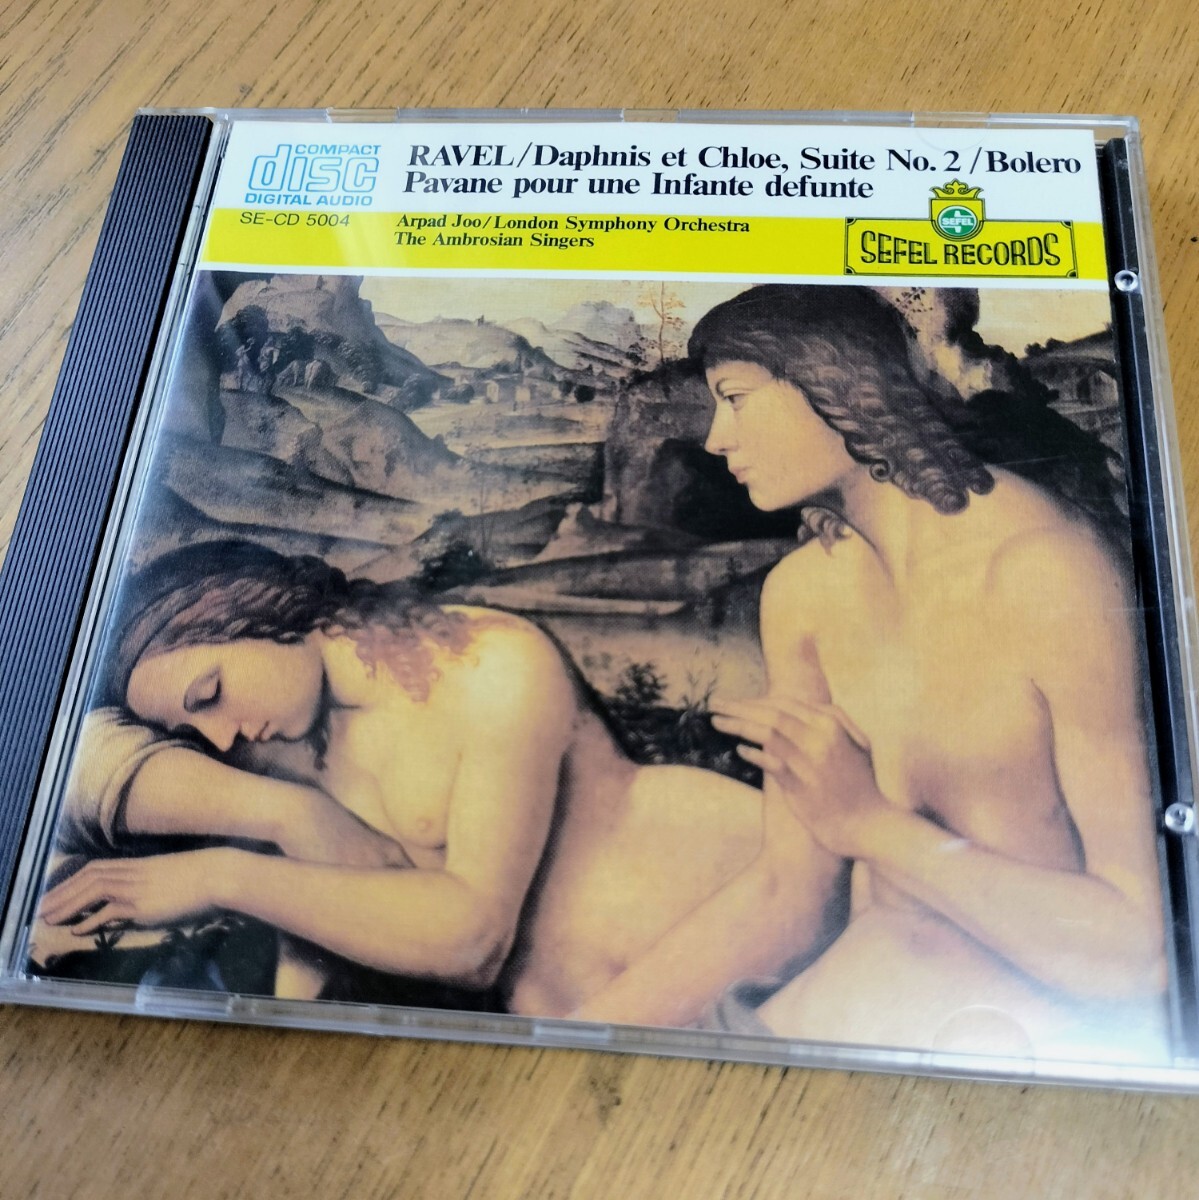 COMPACT
disc
DIGITAL AUDIO
SE-CD 5004
RAVEL/Daphnis et Chloe, Suite No. 2 /Bolero
Pavane pour une Infante defunte
Arpad Joo/London Symphony Orchestra
The Ambrosian Singers
SEFEL
SEFEL RECORDS